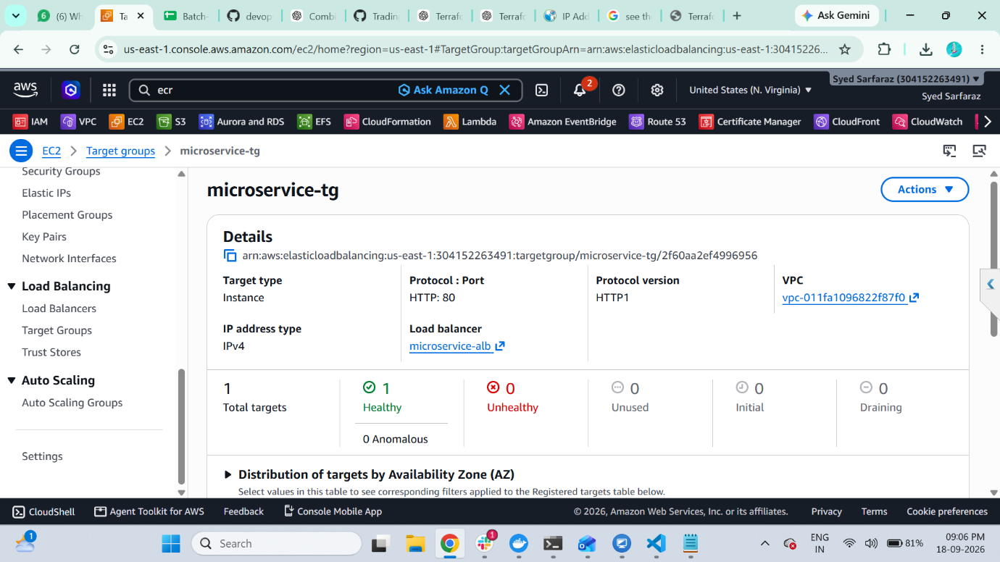 (6) Wh
Ta
Batch-
devop
Combi
Tradin
Terrafo
Terrafo
IP Add
see the
Terrafo
Ask Gemini
us-east-1.console.aws.amazon.com/ec2/home?region=us-east-1#TargetGroup:targetGroupArn=arn:aws:elasticloadbalancing:us-east-1:30415226...
aws
ecr
Ask Amazon Q
2
United States (N. Virginia)
Syed Sarfaraz (304152263491)
Syed Sarfaraz
IAM
VPC
EC2
S3
Aurora and RDS
EFS
CloudFormation
Lambda
Amazon EventBridge
Route 53
Certificate Manager
CloudFront
CloudWatch
EC2
Target groups
microservice-tg
Security Groups
Elastic IPs
Placement Groups
Key Pairs
Network Interfaces
Load Balancing
Load Balancers
Target Groups
Trust Stores
Auto Scaling
Auto Scaling Groups
Settings
microservice-tg
Actions
Details
arn:aws:elasticloadbalancing:us-east-1:304152263491:targetgroup/microservice-tg/2f60aa2ef4996956
Target type
Instance
Protocol : Port
HTTP: 80
Protocol version
HTTP1
VPC
vpc-011fa1096822f87f0
IP address type
IPv4
Load balancer
microservice-alb
1
Total targets
1
Healthy
0 Anomalous
0
Unhealthy
0
Unused
0
Initial
0
Draining
Distribution of targets by Availability Zone (AZ)
Select values in this table to see corresponding filters applied to the Registered targets table below.
CloudShell
Agent Toolkit for AWS
Feedback
Console Mobile App
© 2026, Amazon Web Services, Inc. or its affiliates.
Privacy
Terms
Cookie preferences
1
Search
1
ENG
IN
81%
09:06 PM
18-09-2026